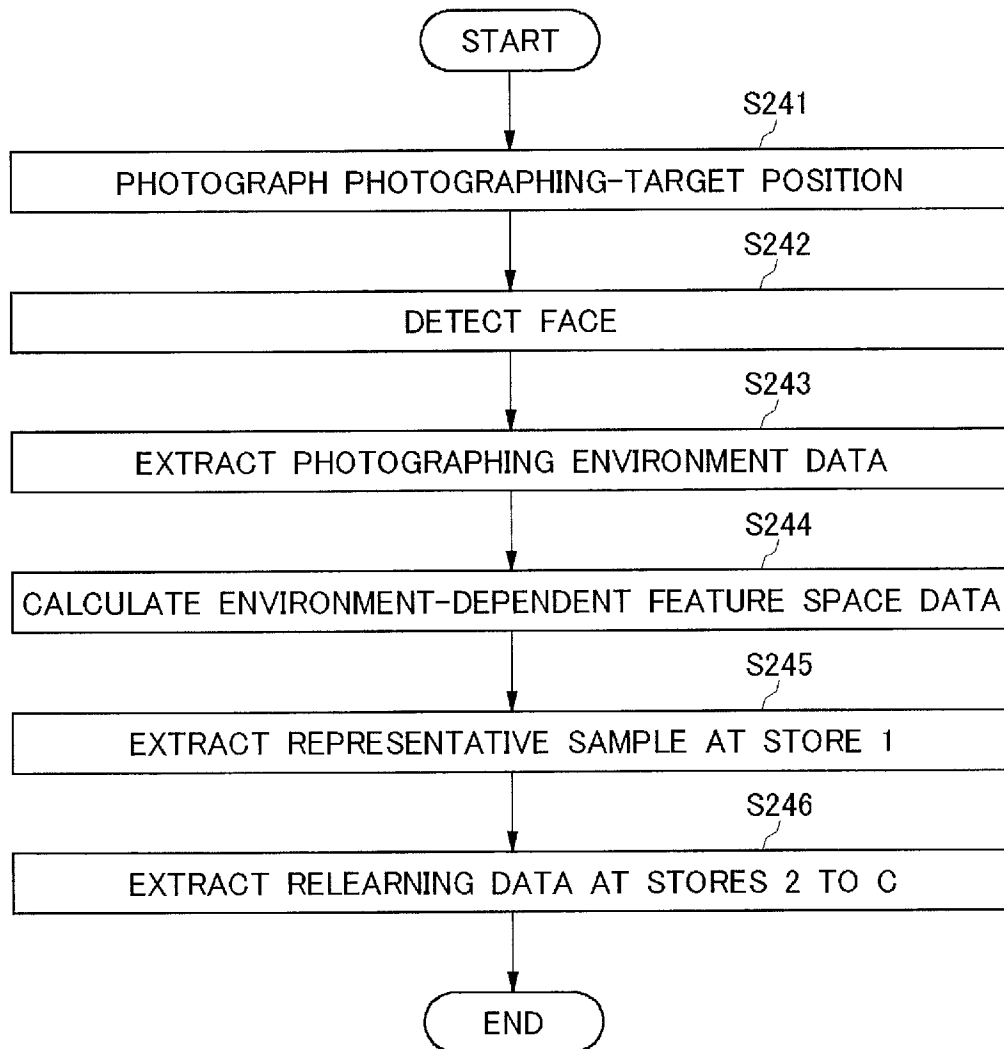 START
S241
PHOTOGRAPH PHOTOGRAPHING-TARGET POSITION
S242
DETECT FACE
S243
EXTRACT PHOTOGRAPHING ENVIRONMENT DATA
S244
CALCULATE ENVIRONMENT-DEPENDENT FEATURE SPACE DATA
S245
EXTRACT REPRESENTATIVE SAMPLE AT STORE 1
S246
EXTRACT RELEARNING DATA AT STORES 2 TO C
END